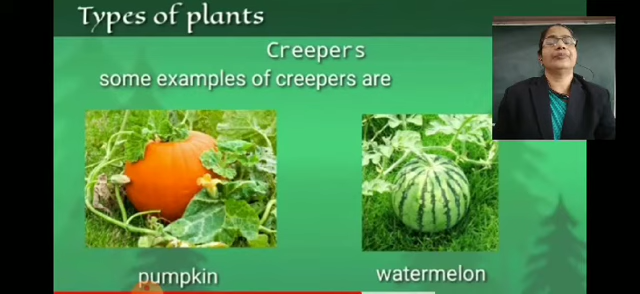 Types of plants
Creepers
some examples of creepers are
pumpkin
watermelon